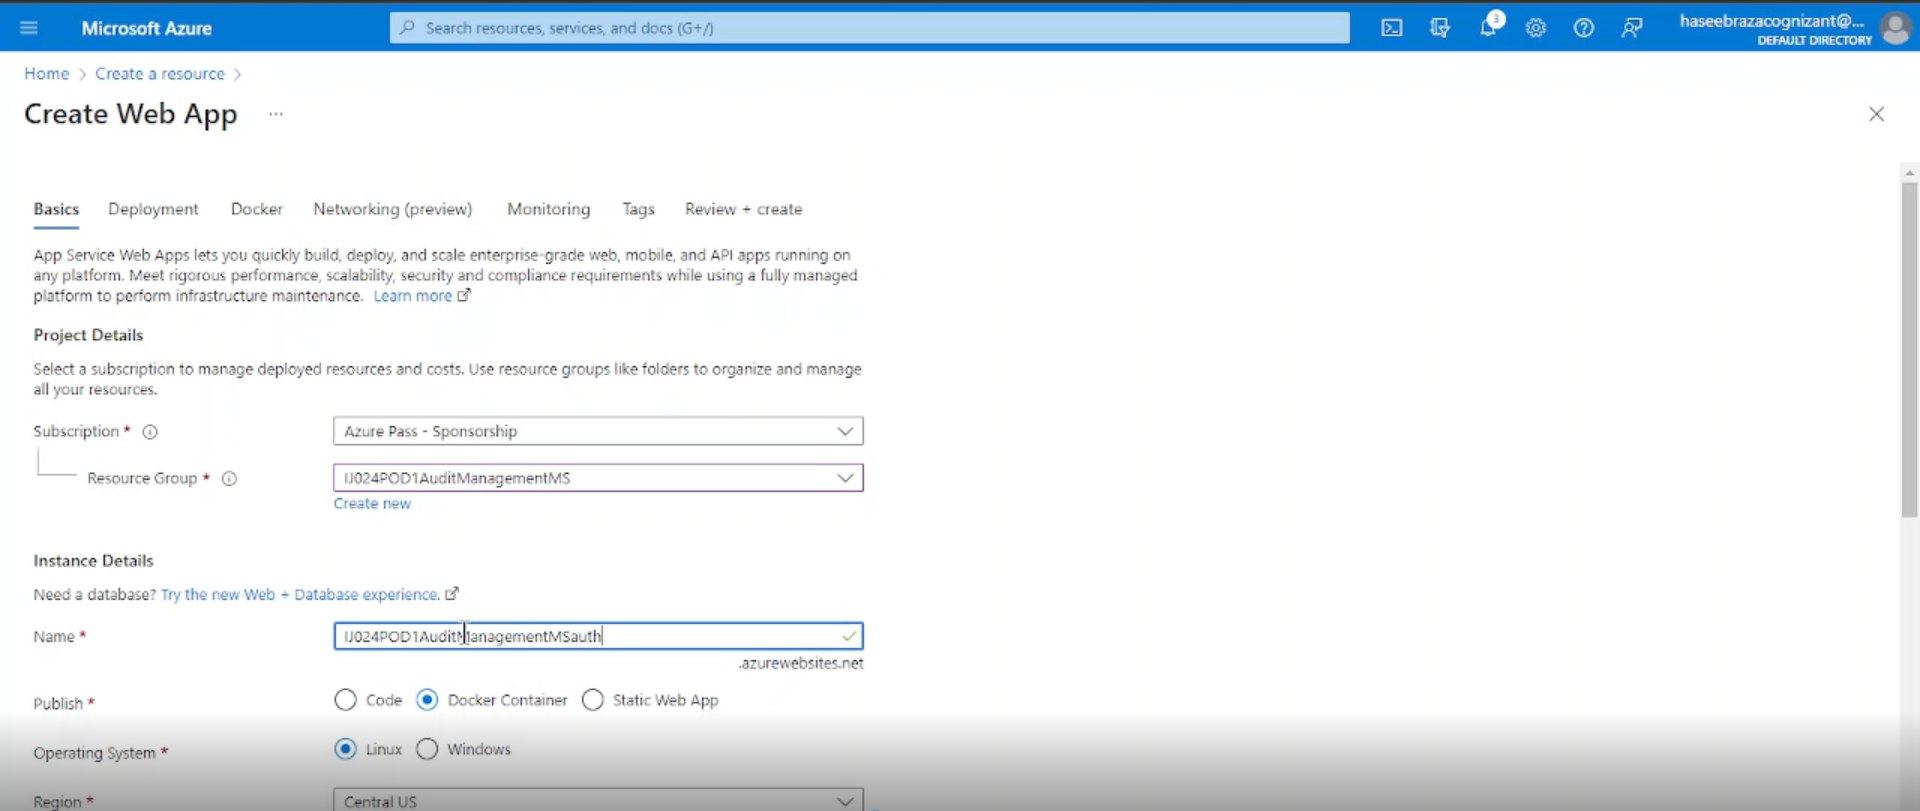 Microsoft Azure
Search resources, services, and docs (G+/)
3
haseebrazacognizant@...
DEFAULT DIRECTORY
Home > Create a resource >
Create Web App ...
Basics Deployment Docker Networking (preview) Monitoring Tags Review + create
App Service Web Apps lets you quickly build, deploy, and scale enterprise-grade web, mobile, and API apps running on
any platform. Meet rigorous performance, scalability, security and compliance requirements while using a fully managed
platform to perform infrastructure maintenance. Learn more
Project Details
Select a subscription to manage deployed resources and costs. Use resource groups like folders to organize and manage
all your resources.
Subscription * Azure Pass - Sponsorship
Resource Group * IJ024POD1AuditManagementMS
Create new
Instance Details
Need a database? Try the new Web + Database experience.
Name * IJ024POD1AuditManagementMSauth
.azurewebsites.net
Publish * Code Docker Container Static Web App
Operating System * Linux Windows
Region * Central US